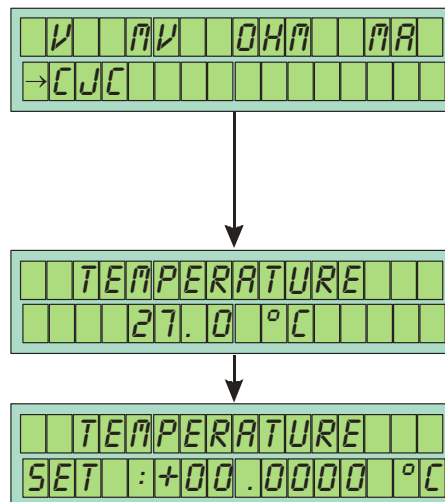 V MV OHM MA
→CJC
TEMPERATURE
27.0 °C
TEMPERATURE
SET :+00.0000 °C